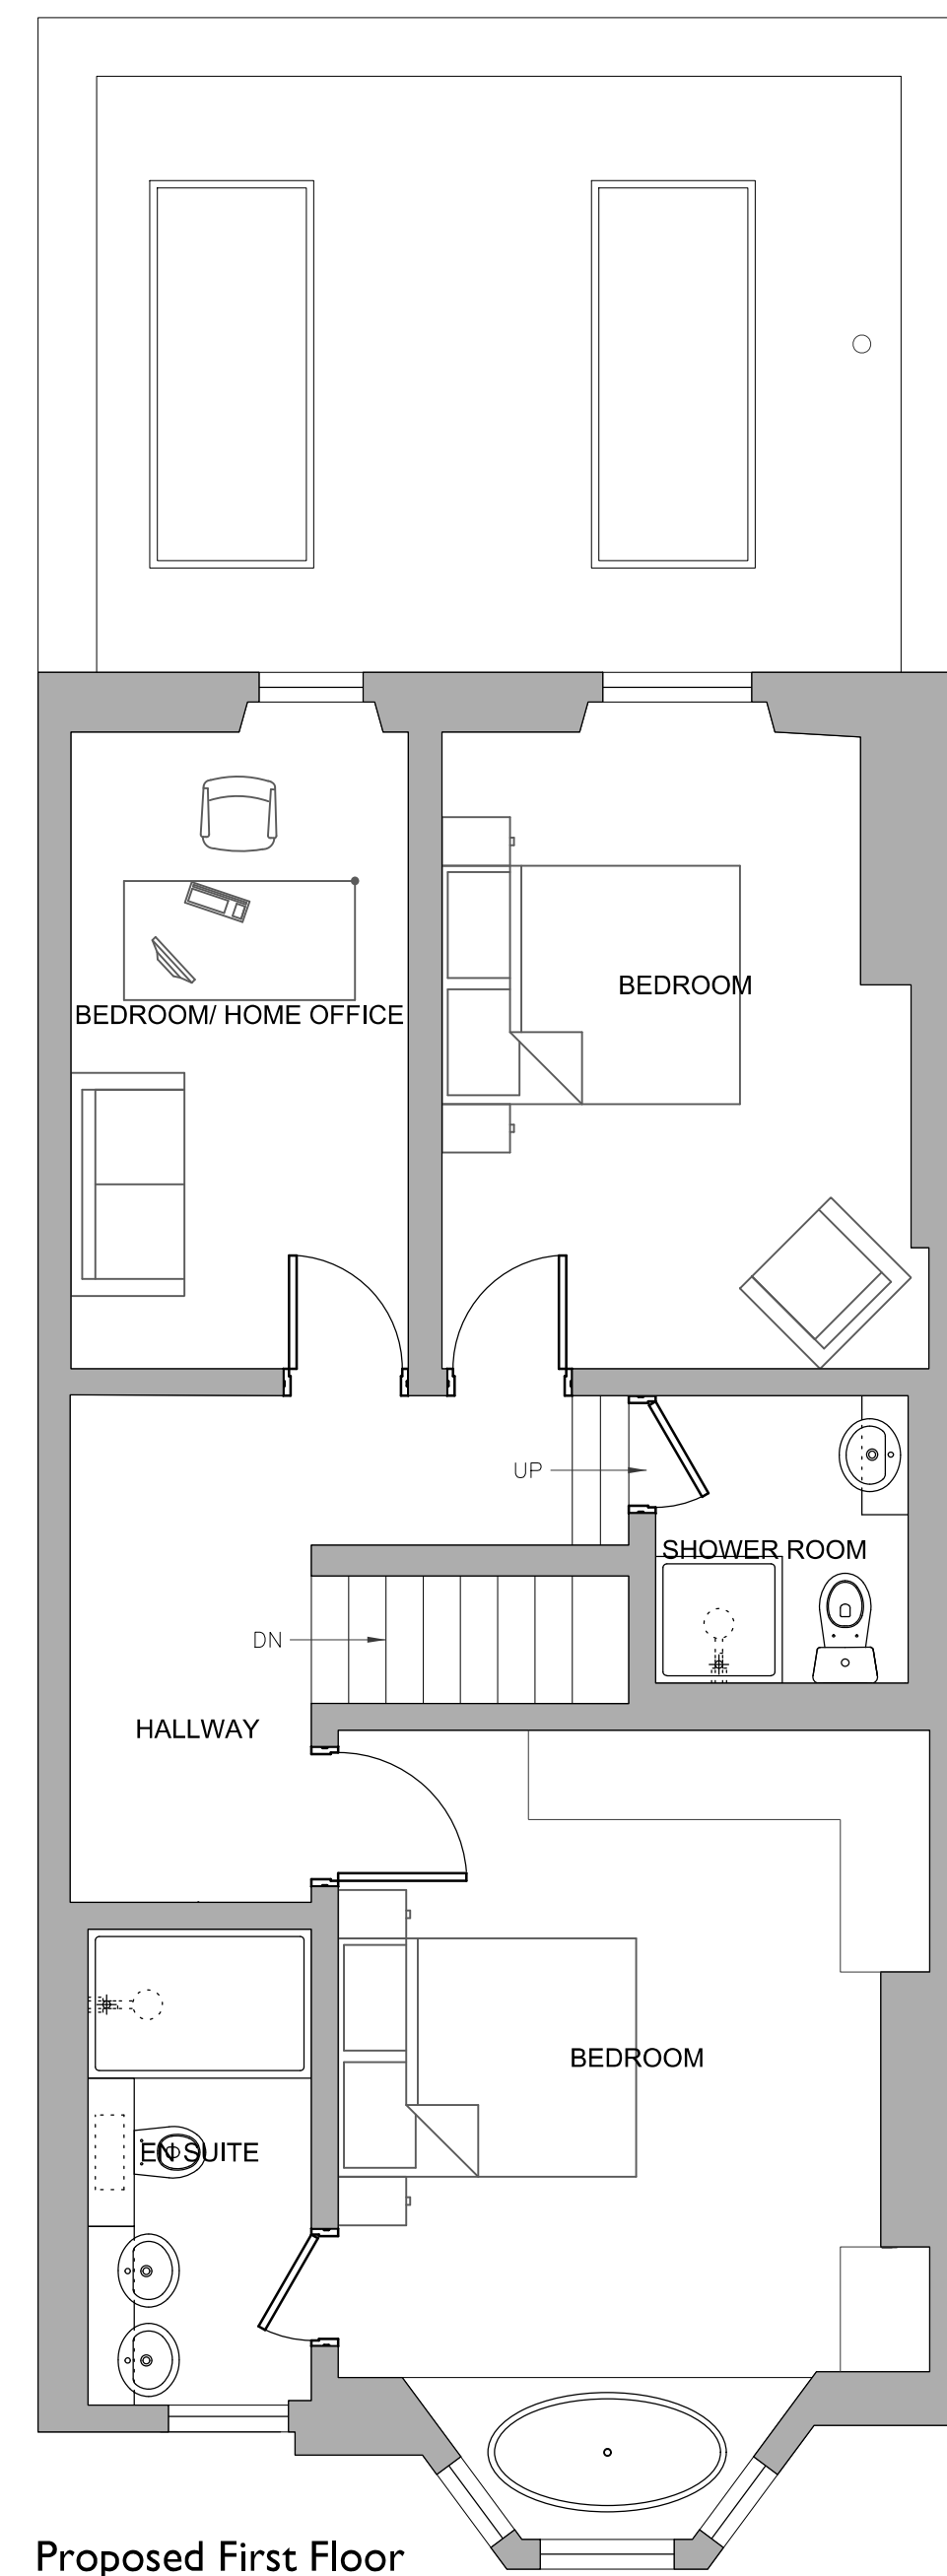 BEDROOM
BEDROOM/ HOME OFFICE
UP
SHOWER ROOM
DN
HALLWAY
BEDROOM
EN SUITE
Proposed First Floor